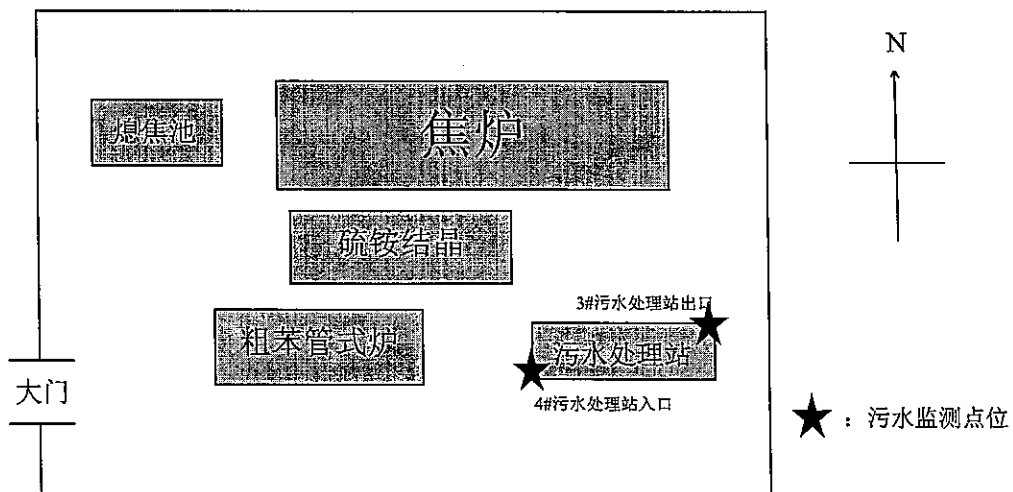 N
熄焦池
焦炉
硫铵结晶
3#污水处理站出口
粗苯管式炉
污水处理站
大门
4#污水处理站入口
：污水监测点位